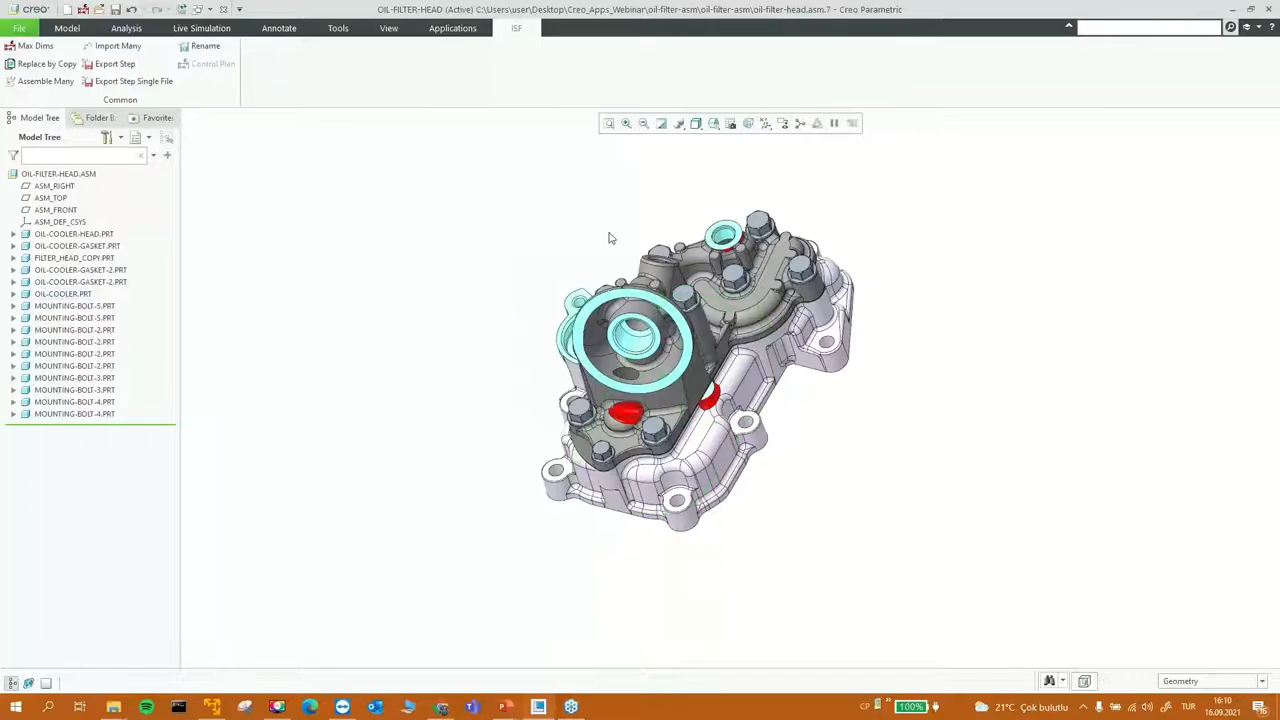 creo
OIL-FILTER-HEAD (Active) C:\Users\user\Desktop\Creo_Apps_Webinar\oil-filter-asm\oil-filter-asm\oil-filter-head.asm.7 - Creo Parametric
File Model Analysis Live Simulation Annotate Tools View Applications ISF
Max Dims Import Many Rename
Replace by Copy Export Step Control Plan
Assemble Many Export Step Single File
Common
Model Tree Folder B Favorite
Model Tree
OIL-FILTER-HEAD.ASM
ASM_RIGHT
ASM_TOP
ASM_FRONT
ASM_DEF_CSYS
OIL-COOLER-HEAD.PRT
OIL-COOLER-GASKET.PRT
FILTER_HEAD_COPY.PRT
OIL-COOLER-GASKET-2.PRT
OIL-COOLER-GASKET-2.PRT
OIL-COOLER.PRT
MOUNTING-BOLT-5.PRT
MOUNTING-BOLT-5.PRT
MOUNTING-BOLT-2.PRT
MOUNTING-BOLT-2.PRT
MOUNTING-BOLT-2.PRT
MOUNTING-BOLT-2.PRT
MOUNTING-BOLT-3.PRT
MOUNTING-BOLT-3.PRT
MOUNTING-BOLT-4.PRT
MOUNTING-BOLT-4.PRT
Geometry
CP 100% 21°C Çok bulutlu TUR 16:10
16.09.2021